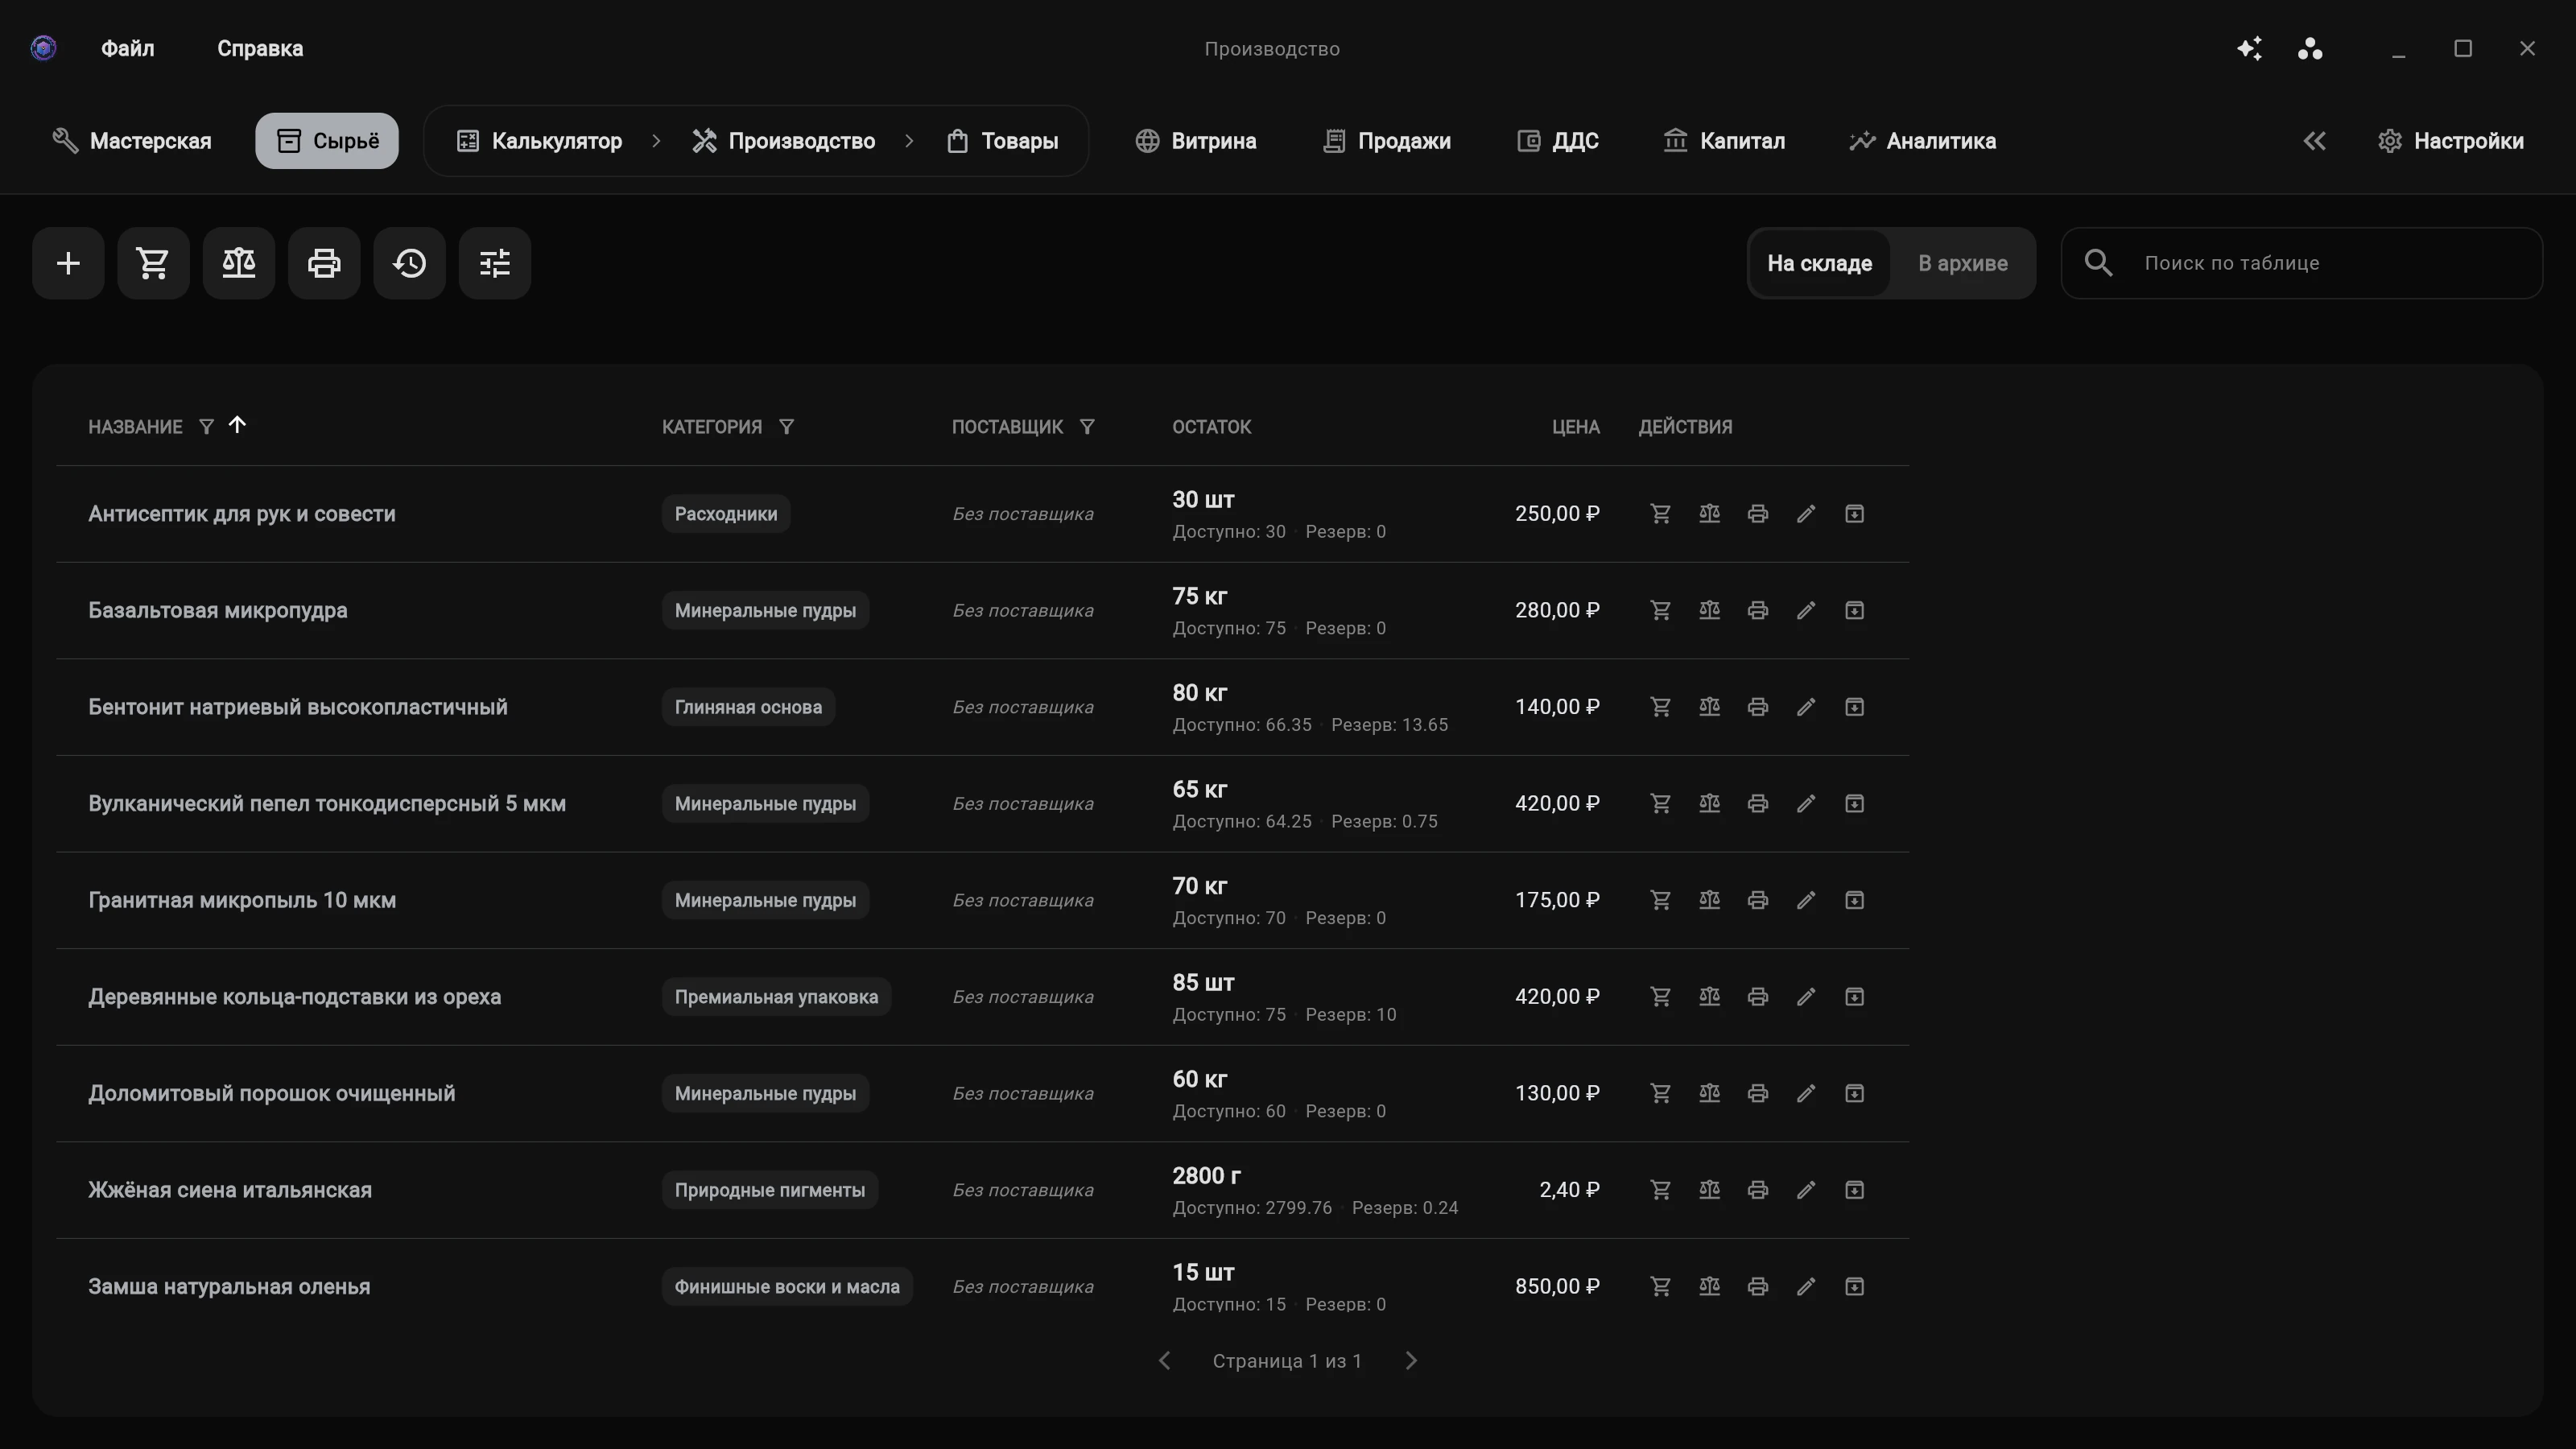 Файл Справка Производство
Мастерская Сырьё Калькулятор Производство Товары Витрина Продажи ДДС Капитал Аналитика Настройки
На складе В архиве Поиск по таблице
НАЗВАНИЕ КАТЕГОРИЯ ПОСТАВЩИК ОСТАТОК ЦЕНА ДЕЙСТВИЯ
Антисептик для рук и совести Расходники Без поставщика 30 шт 250,00 ₽
Доступно: 30 · Резерв: 0
Базальтовая микропудра Минеральные пудры Без поставщика 75 кг 280,00 ₽
Доступно: 75 · Резерв: 0
Бентонит натриевый высокопластичный Глиняная основа Без поставщика 80 кг 140,00 ₽
Доступно: 66.35 · Резерв: 13.65
Вулканический пепел тонкодисперсный 5 мкм Минеральные пудры Без поставщика 65 кг 420,00 ₽
Доступно: 64.25 · Резерв: 0.75
Гранитная микропыль 10 мкм Минеральные пудры Без поставщика 70 кг 175,00 ₽
Доступно: 70 · Резерв: 0
Деревянные кольца-подставки из ореха Премиальная упаковка Без поставщика 85 шт 420,00 ₽
Доступно: 75 · Резерв: 10
Доломитовый порошок очищенный Минеральные пудры Без поставщика 60 кг 130,00 ₽
Доступно: 60 · Резерв: 0
Жжёная сиена итальянская Природные пигменты Без поставщика 2800 г 2,40 ₽
Доступно: 2799.76 · Резерв: 0.24
Замша натуральная оленья Финишные воски и масла Без поставщика 15 шт 850,00 ₽
Доступно: 15 · Резерв: 0
Страница 1 из 1